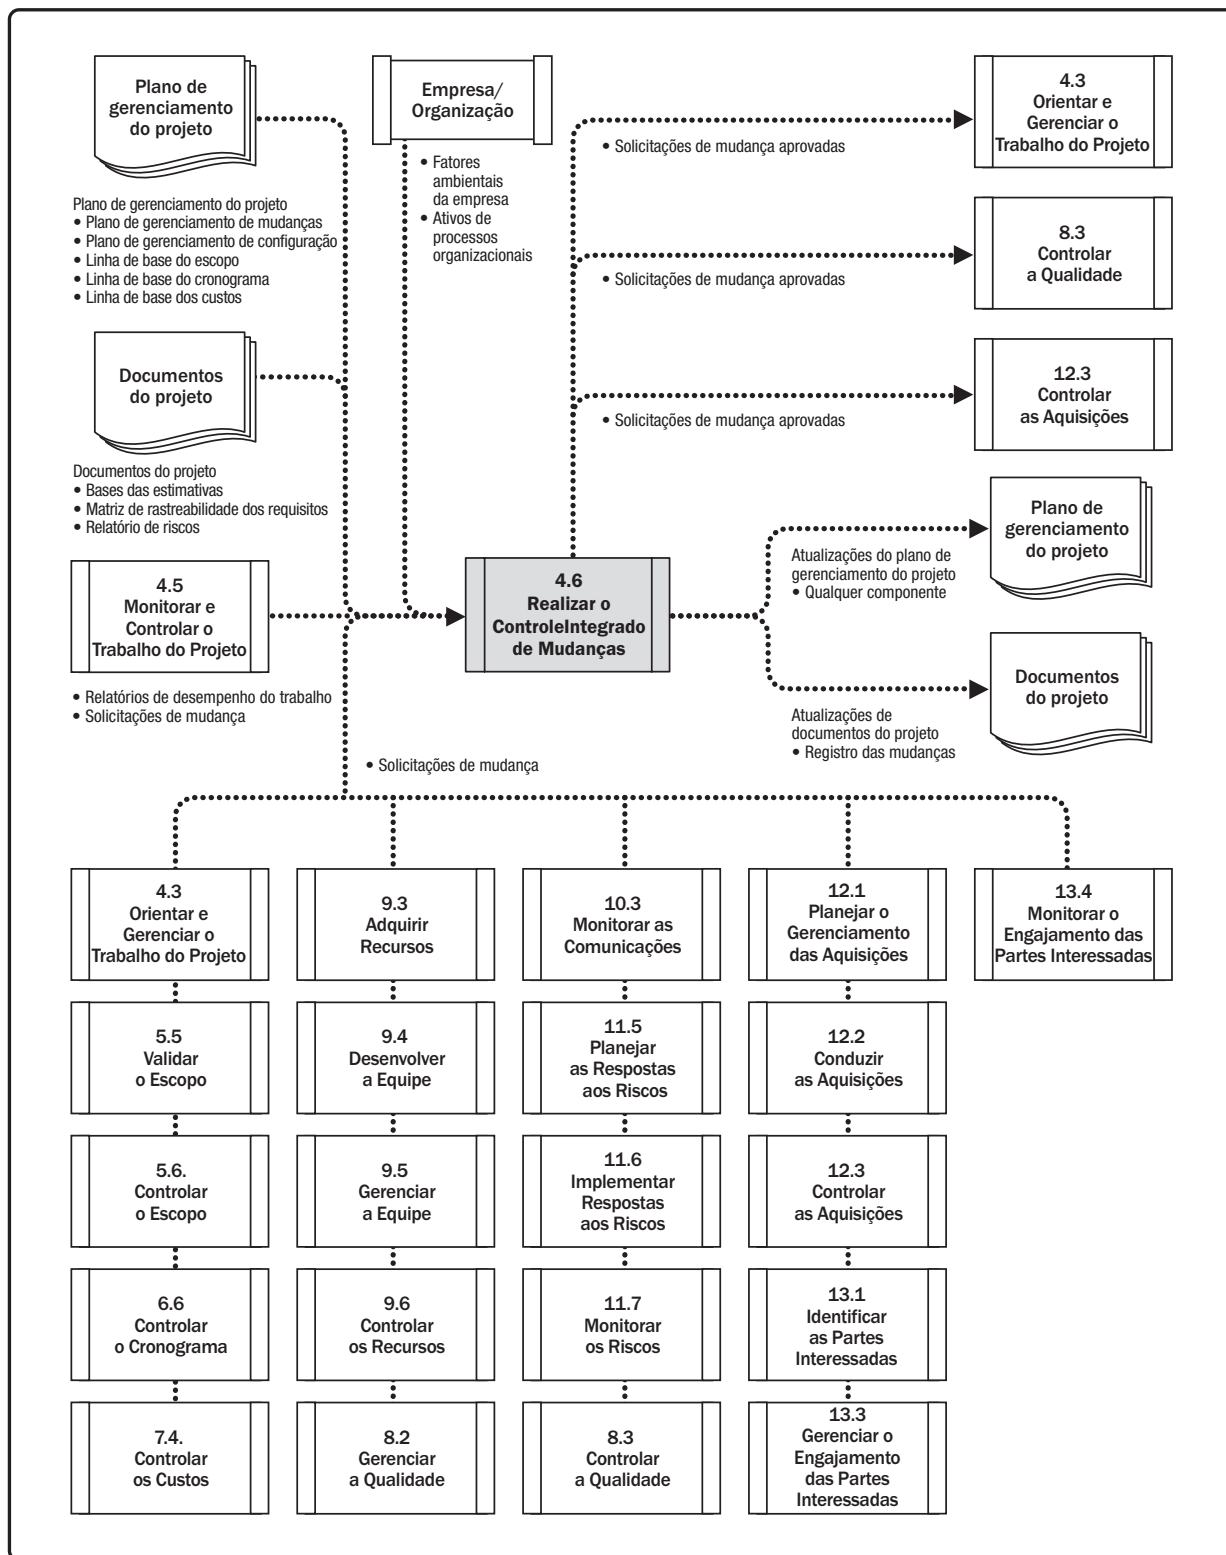 Plano de
gerenciamento
do projeto
Plano de gerenciamento do projeto
• Plano de gerenciamento de mudanças
• Plano de gerenciamento de configuração
• Linha de base do escopo
• Linha de base do cronograma
• Linha de base dos custos
Empresa/
Organização
• Fatores
ambientais
da empresa
• Ativos de
processos
organizacionais
• Solicitações de mudança aprovadas
4.3
Orientar e
Gerenciar o
Trabalho do Projeto
• Solicitações de mudança aprovadas
8.3
Controlar
a Qualidade
• Solicitações de mudança aprovadas
12.3
Controlar
as Aquisições
Documentos
do projeto
Documentos do projeto
• Bases das estimativas
• Matriz de rastreabilidade dos requisitos
• Relatório de riscos
4.5
Monitorar e
Controlar o
Trabalho do Projeto
• Relatórios de desempenho do trabalho
• Solicitações de mudança
4.6
Realizar o
ControleIntegrado
de Mudanças
Atualizações do plano de
gerenciamento do projeto
• Qualquer componente
Plano de
gerenciamento
do projeto
Atualizações de
documentos do projeto
• Registro das mudanças
Documentos
do projeto
• Solicitações de mudança
4.3
Orientar e
Gerenciar o
Trabalho do Projeto
9.3
Adquirir
Recursos
10.3
Monitorar as
Comunicações
12.1
Planejar o
Gerenciamento
das Aquisições
13.4
Monitorar o
Engajamento das
Partes Interessadas
5.5
Validar
o Escopo
9.4
Desenvolver
a Equipe
11.5
Planejar
as Respostas
aos Riscos
12.2
Conduzir
as Aquisições
5.6.
Controlar
o Escopo
9.5
Gerenciar
a Equipe
11.6
Implementar
Respostas
aos Riscos
12.3
Controlar
as Aquisições
6.6
Controlar
o Cronograma
9.6
Controlar
os Recursos
11.7
Monitorar
os Riscos
13.1
Identificar
as Partes
Interessadas
7.4.
Controlar
os Custos
8.2
Gerenciar
a Qualidade
8.3
Controlar
a Qualidade
13.3
Gerenciar o
Engajamento
das Partes
Interessadas